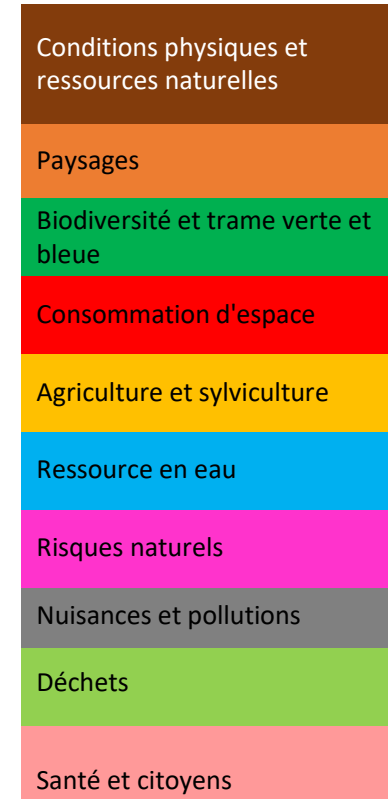 Conditions physiques et
ressources naturelles
Paysages
Biodiversité et trame verte et
bleue
Consommation d'espace
Agriculture et sylviculture
Ressource en eau
Risques naturels
Nuisances et pollutions
Déchets
Santé et citoyens